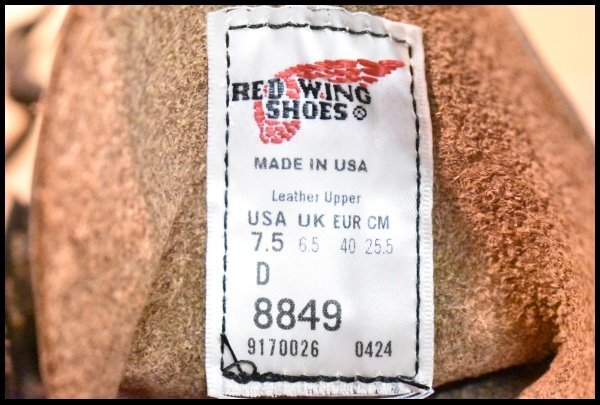 RED WING
SHOES®
MADE IN USA
Leather Upper
USA UK EUR CM
7.5 6.5 40 25.5
D
8849
9170026 0424